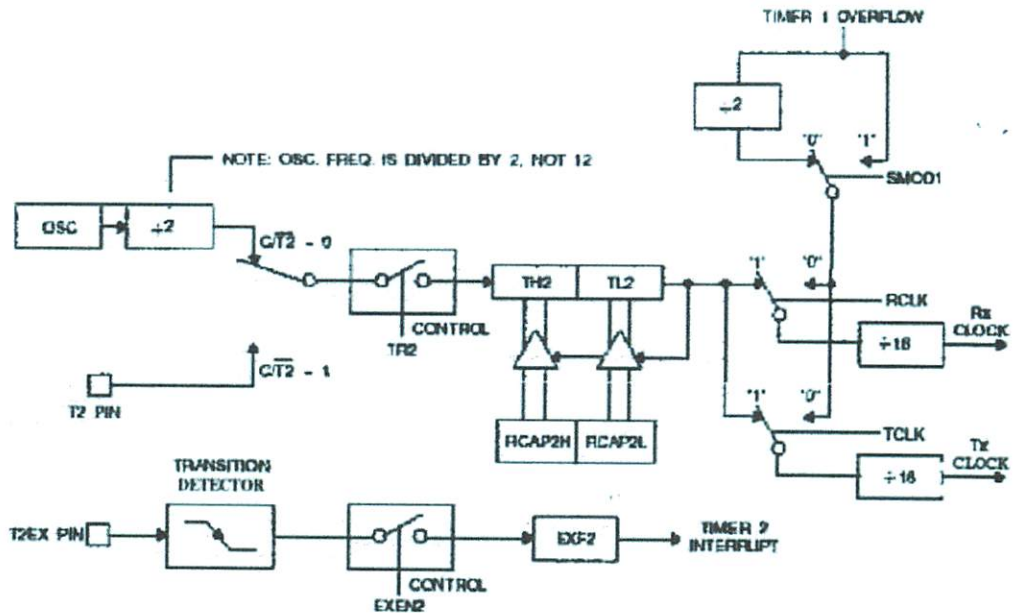 TIMER 1 OVERFLOW
÷2
"0" "1"
NOTE: OSC. FREQ. IS DIVIDED BY 2, NOT 12
SMOD1
OSC
÷2
C/T2 = 0
TH2
TL2
"1" "0"
RCLK
Rx
CLOCK
÷16
CONTROL
TR2
C/T2 = 1
T2 PIN
"1" "0"
RCAP2H
RCAP2L
TCLK
Tx
CLOCK
÷16
TRANSITION
DETECTOR
T2EX PIN
EXF2
TIMER 2
INTERRUPT
CONTROL
EXEN2